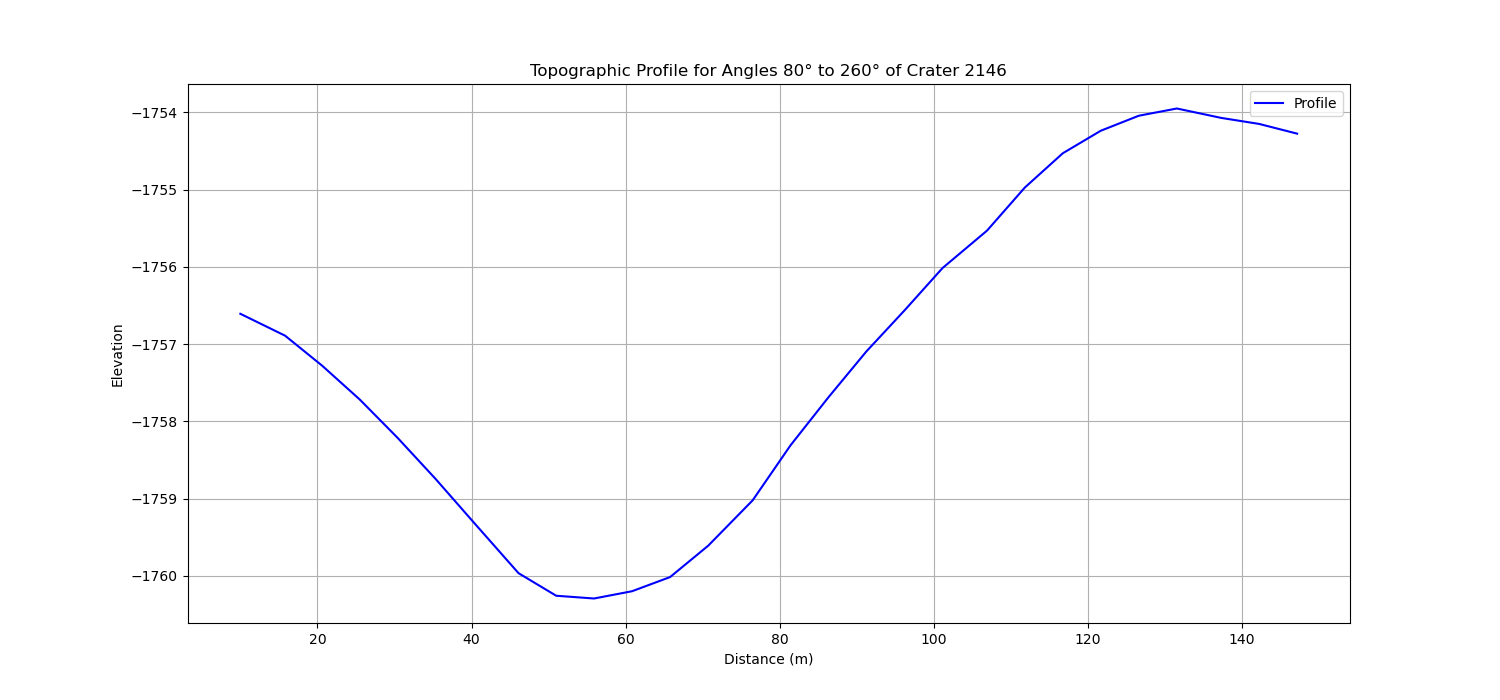 Topographic Profile for Angles 80° to 260° of Crater 2146
Profile
−1754
−1755
−1756
−1757
−1758
−1759
−1760
Elevation
20 40 60 80 100 120 140
Distance (m)